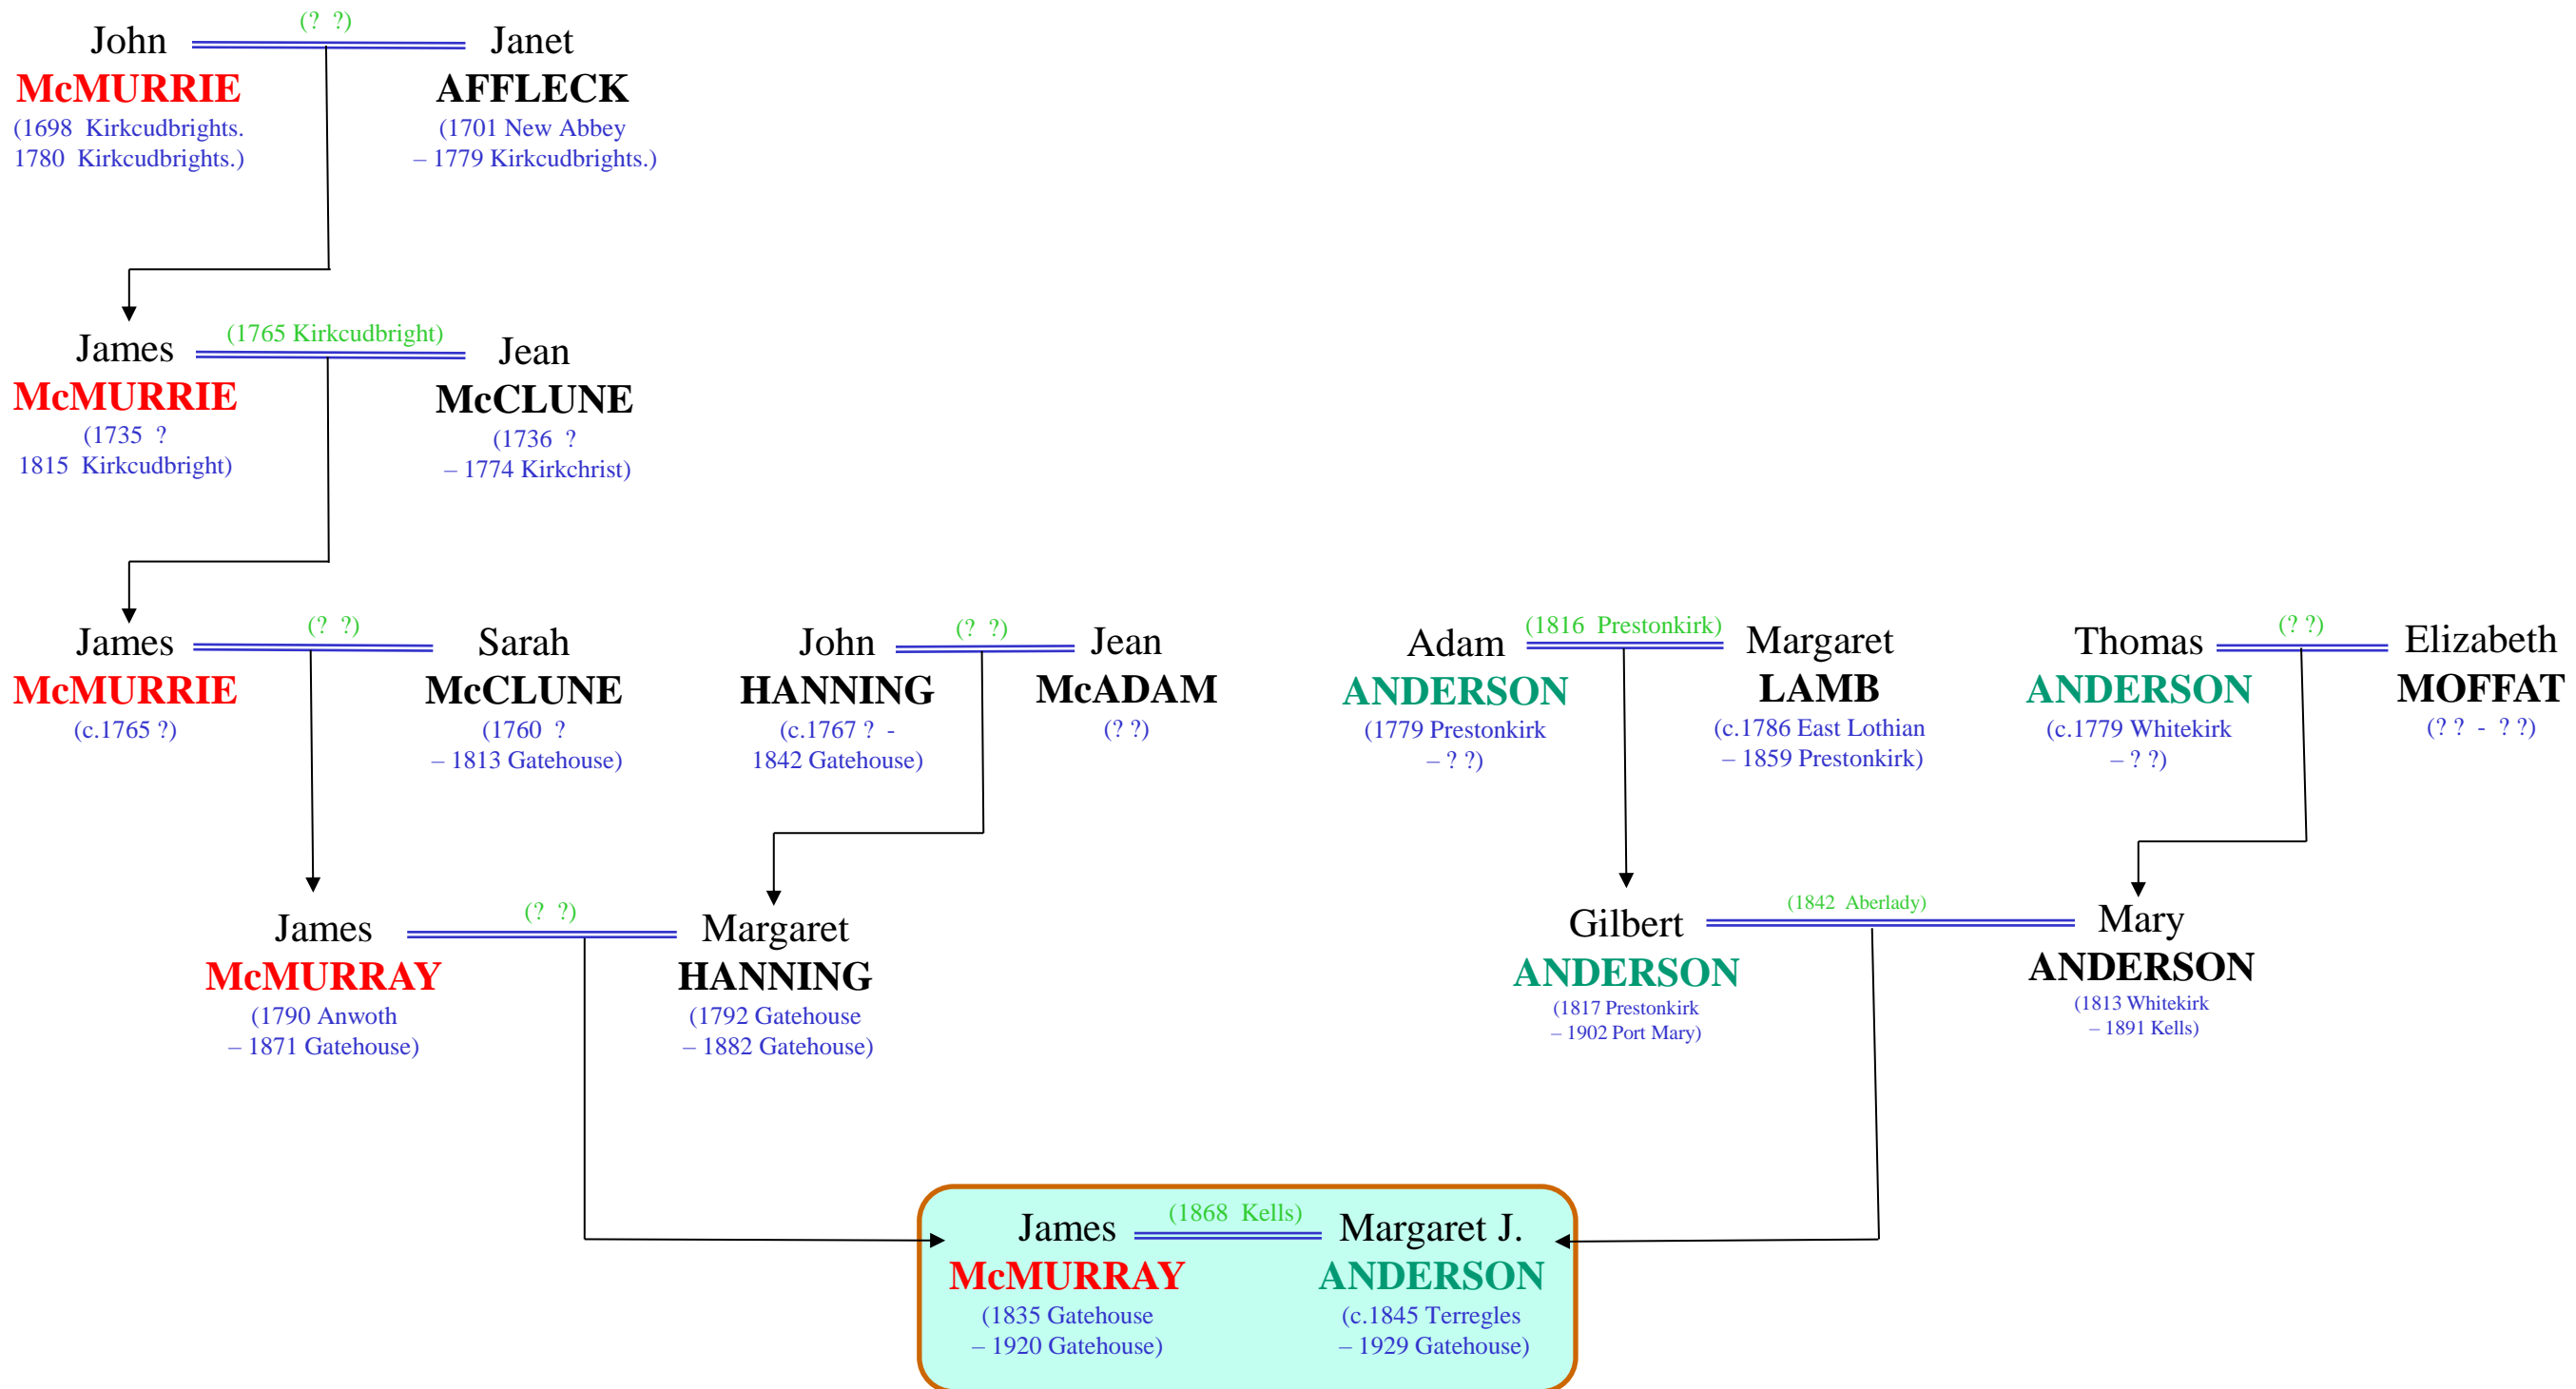 (? ?)
John
McMURRIE
(1698 Kirkcudbrights.
1780 Kirkcudbrights.)
Janet
AFFLECK
(1701 New Abbey
– 1779 Kirkcudbrights.)
(1765 Kirkcudbright)
James
McMURRIE
(1735 ?
1815 Kirkcudbright)
Jean
McCLUNE
(1736 ?
– 1774 Kirkchrist)
(? ?)
James
McMURRIE
(c.1765 ?)
Sarah
McCLUNE
(1760 ?
– 1813 Gatehouse)
(? ?)
John
HANNING
(c.1767 ? -
1842 Gatehouse)
Jean
McADAM
(? ?)
(1816 Prestonkirk)
Adam
ANDERSON
(1779 Prestonkirk
– ? ?)
Margaret
LAMB
(c.1786 East Lothian
– 1859 Prestonkirk)
(? ?)
Thomas
ANDERSON
(c.1779 Whitekirk
– ? ?)
Elizabeth
MOFFAT
(? ? - ? ?)
(? ?)
James
McMURRAY
(1790 Anwoth
– 1871 Gatehouse)
Margaret
HANNING
(1792 Gatehouse
– 1882 Gatehouse)
(1842 Aberlady)
Gilbert
ANDERSON
(1817 Prestonkirk
– 1902 Port Mary)
Mary
ANDERSON
(1813 Whitekirk
– 1891 Kells)
(1868 Kells)
James
McMURRAY
(1835 Gatehouse
– 1920 Gatehouse)
Margaret J.
ANDERSON
(c.1845 Terregles
– 1929 Gatehouse)